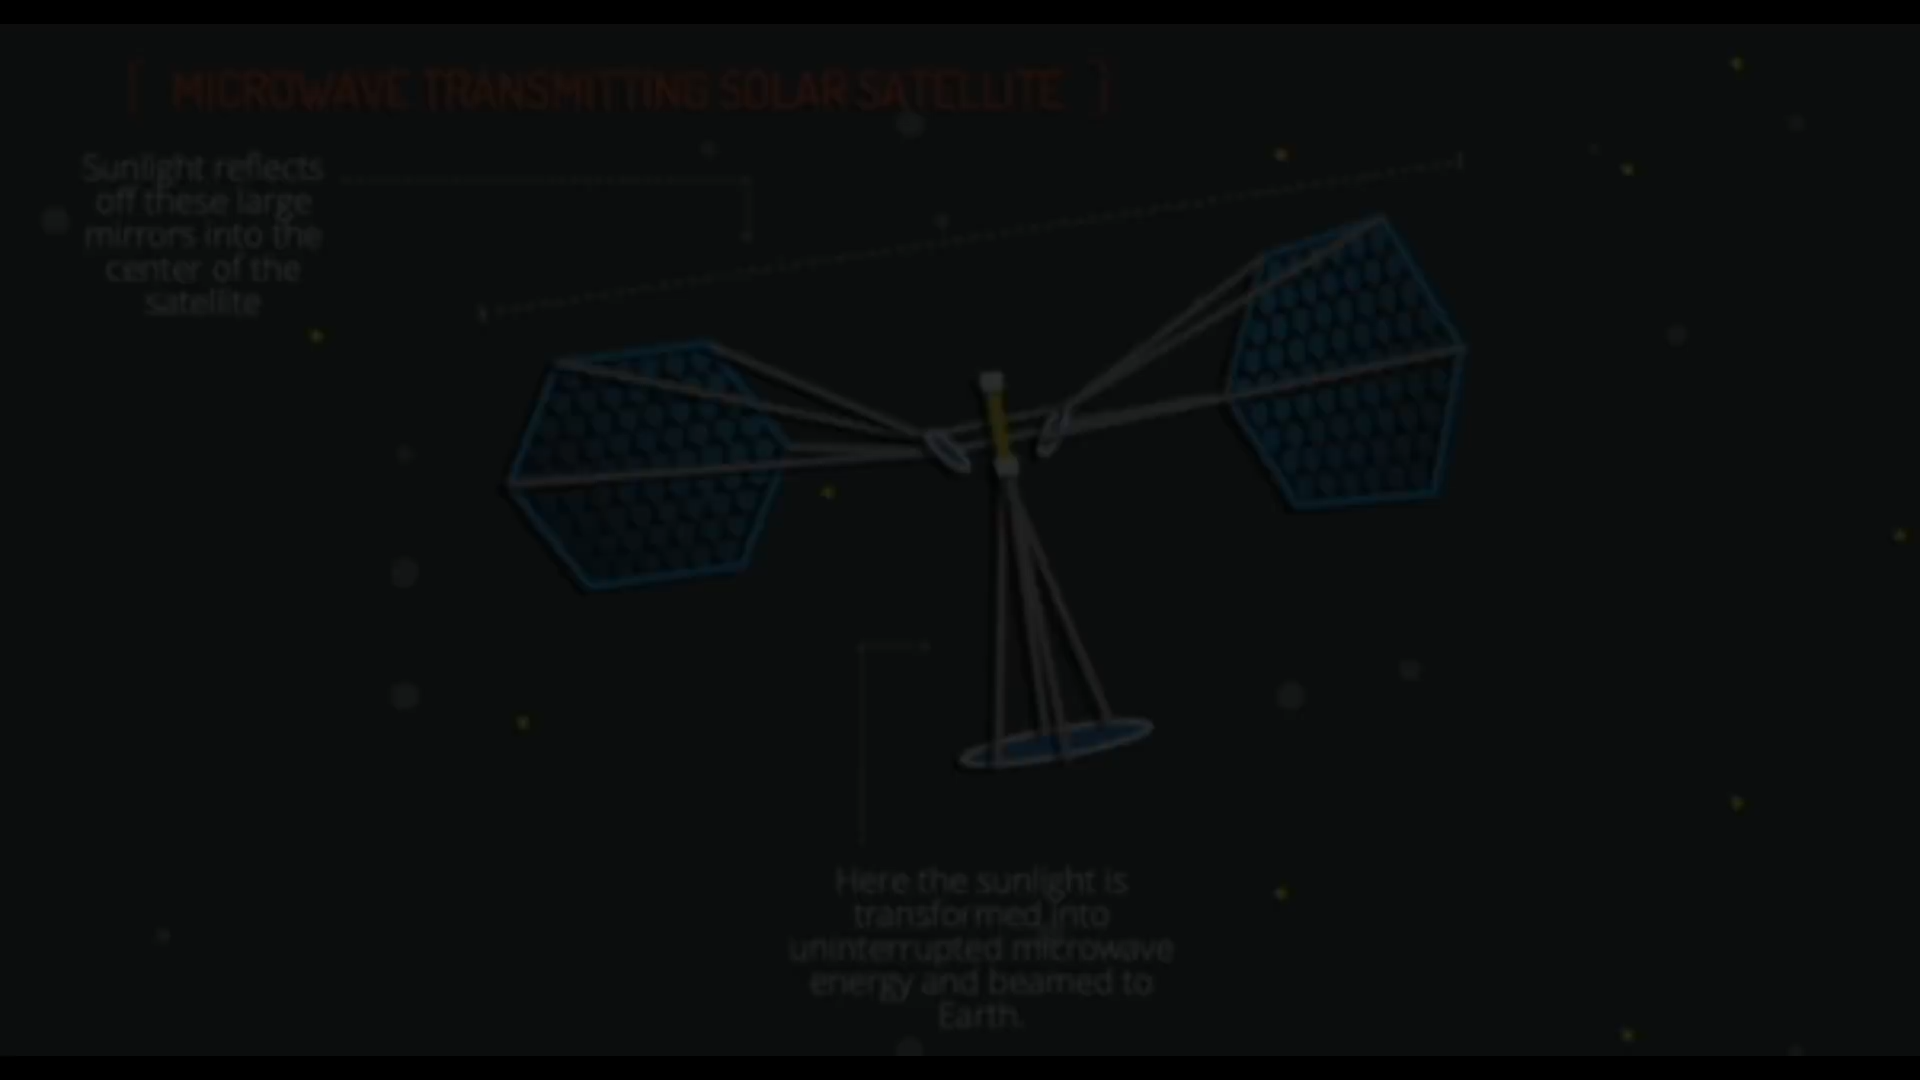 [ MICROWAVE TRANSMITTING SOLAR SATELLITE ]
Sunlight reflects
off these large
mirrors into the
center of the
satellite
Here the sunlight is
transformed into
uninterrupted microwave
energy and beamed to
Earth.